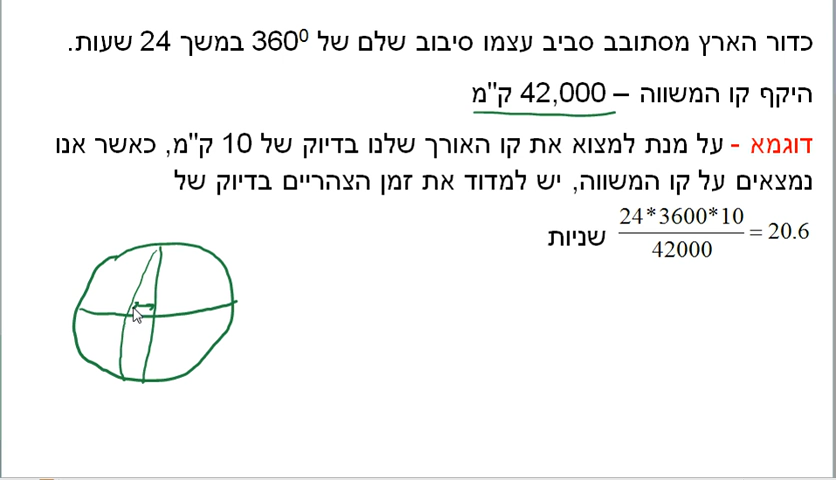 כדור הארץ מסתובב סביב עצמו סיבוב שלם של 360⁰ במשך 24 שעות.
היקף קו המשווה – 42,000 ק"מ
דוגמא - על מנת למצוא את קו האורך שלנו בדיוק של 10 ק"מ, כאשר אנו
נמצאים על קו המשווה, יש למדוד את זמן הצהריים בדיוק של
24*3600*10
42000
= 20.6
שניות